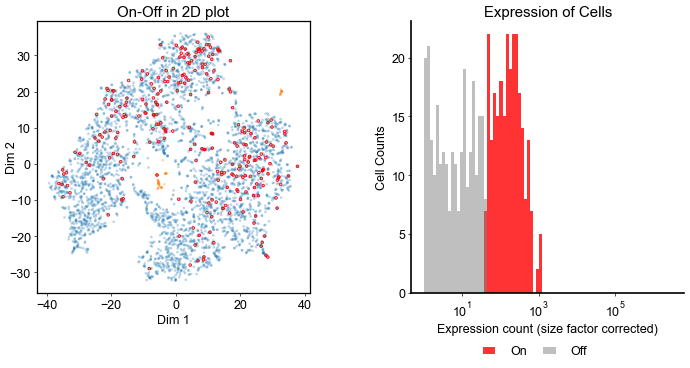 On-Off in 2D plot
Dim 2
30
20
10
0
−10
−20
−30
−40
−20
0
20
40
Dim 1
Expression of Cells
Cell Counts
20
15
10
5
0
10^1
10^3
10^5
Expression count (size factor corrected)
On
Off